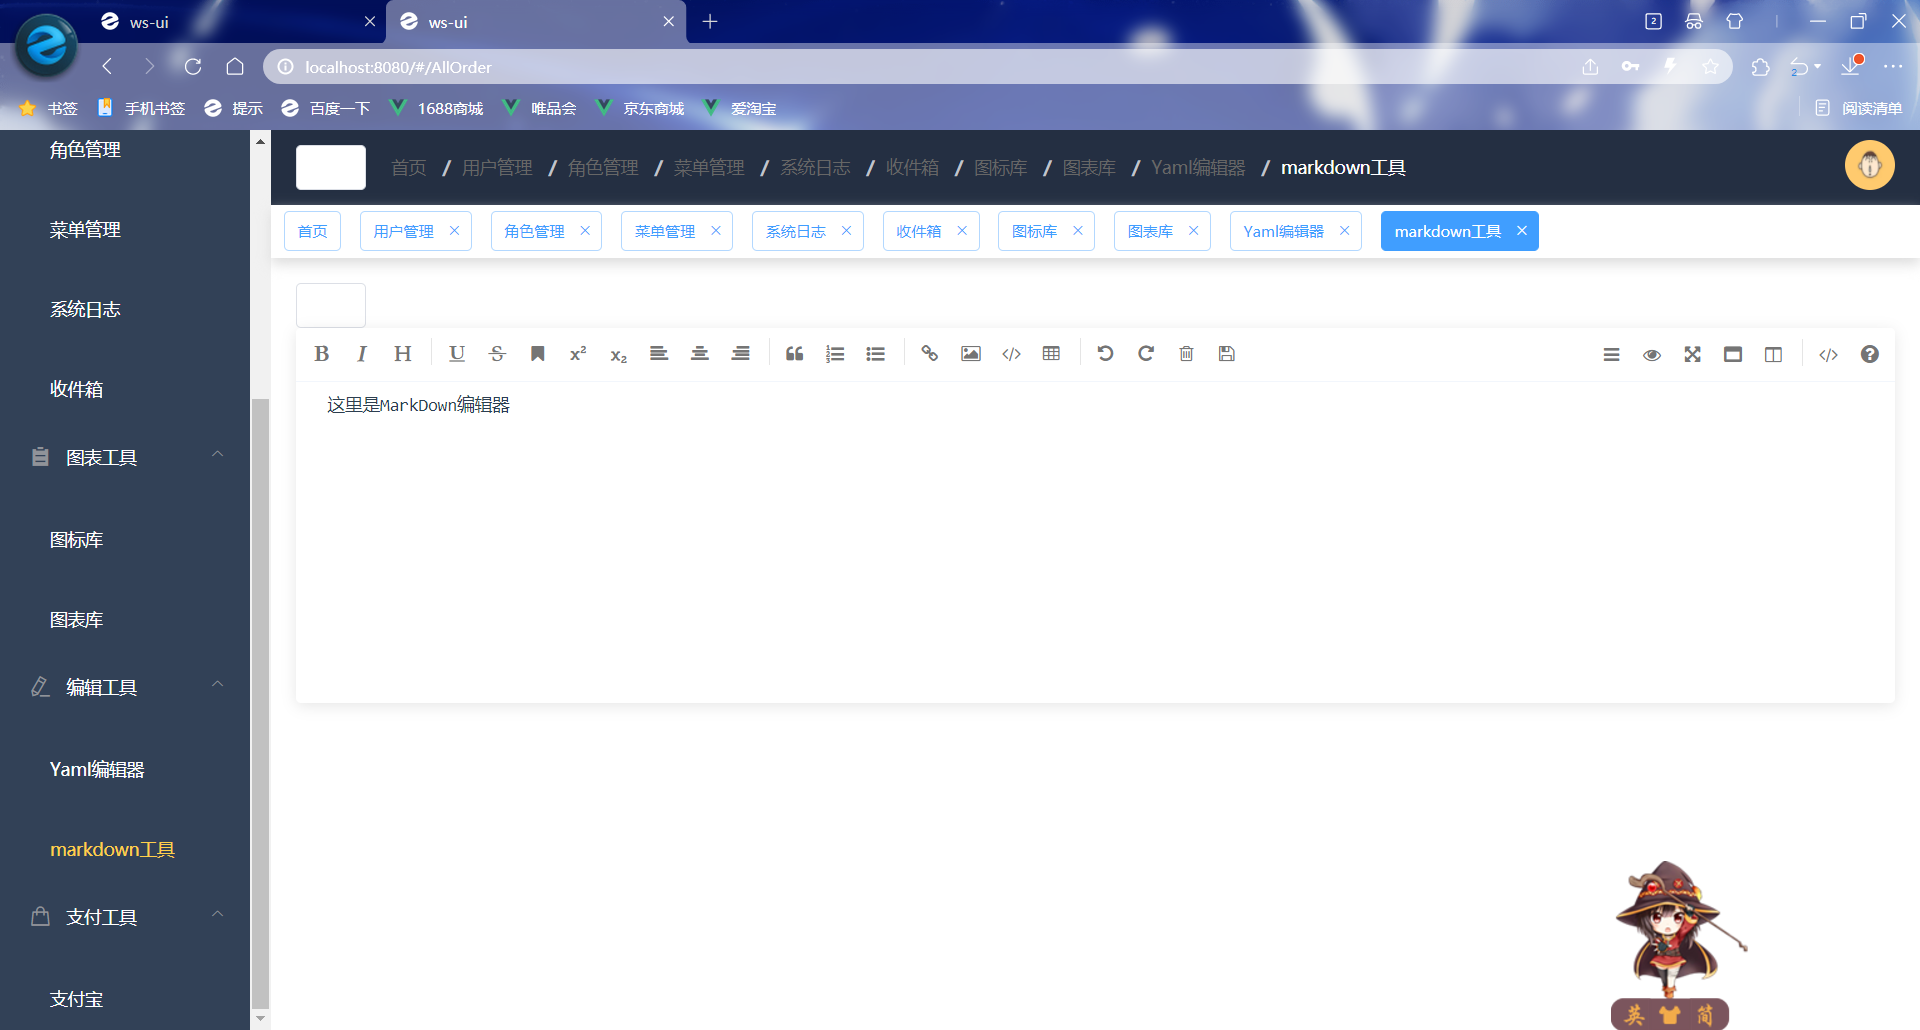 ws-ui ws-ui
2
localhost:8080/#/AllOrder
书签 手机书签 提示 百度一下 1688商城 唯品会 京东商城 爱淘宝 阅读清单
首页 / 用户管理 / 角色管理 / 菜单管理 / 系统日志 / 收件箱 / 图标库 / 图表库 / Yaml编辑器 / markdown工具
首页 用户管理 角色管理 菜单管理 系统日志 收件箱 图标库 图表库 Yaml编辑器 markdown工具
角色管理
菜单管理
系统日志
收件箱
图表工具
图标库
图表库
编辑工具
Yaml编辑器
markdown工具
支付工具
支付宝
B I H U S x² x₂
这里是MarkDown编辑器
英 简